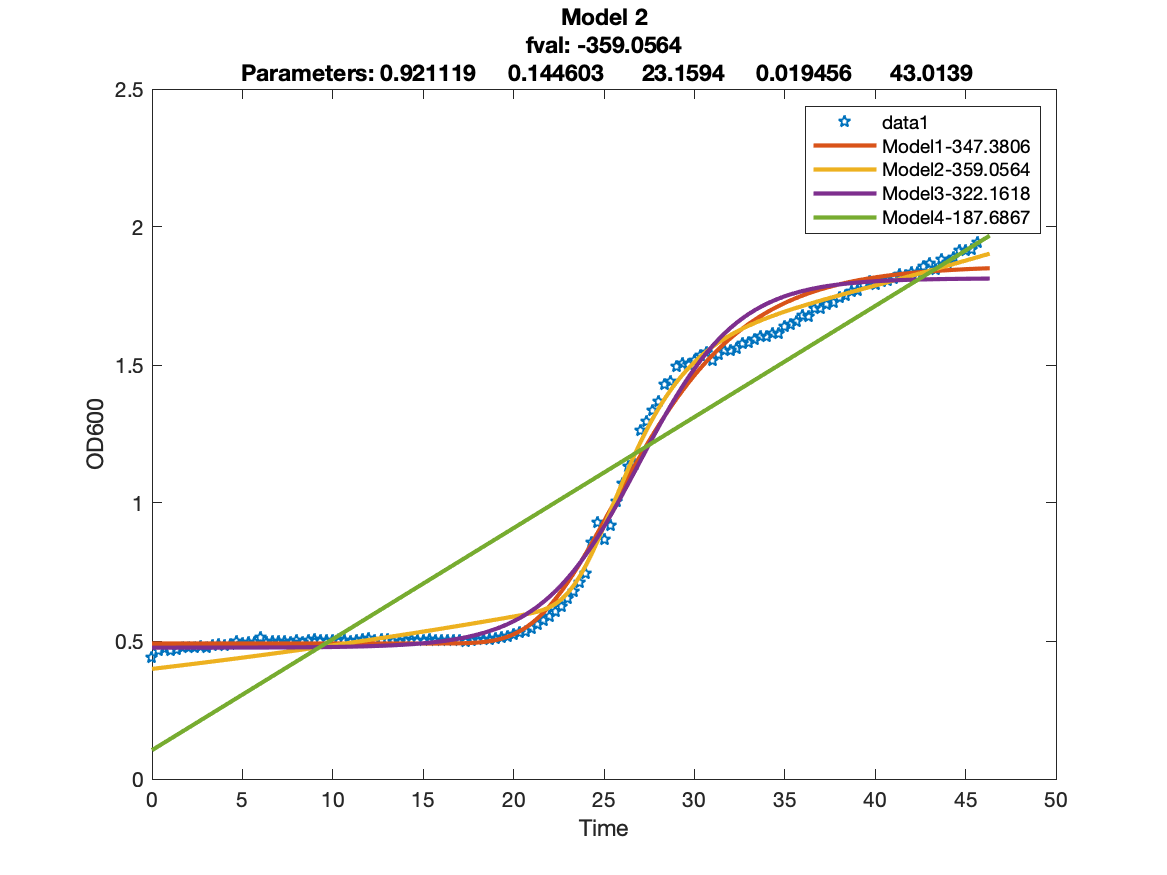 Model 2
fval: -359.0564
Parameters: 0.921119 0.144603 23.1594 0.019456 43.0139
2.5
2
1.5
1
0.5
0
OD600
data1
Model1-347.3806
Model2-359.0564
Model3-322.1618
Model4-187.6867
0 5 10 15 20 25 30 35 40 45 50
Time